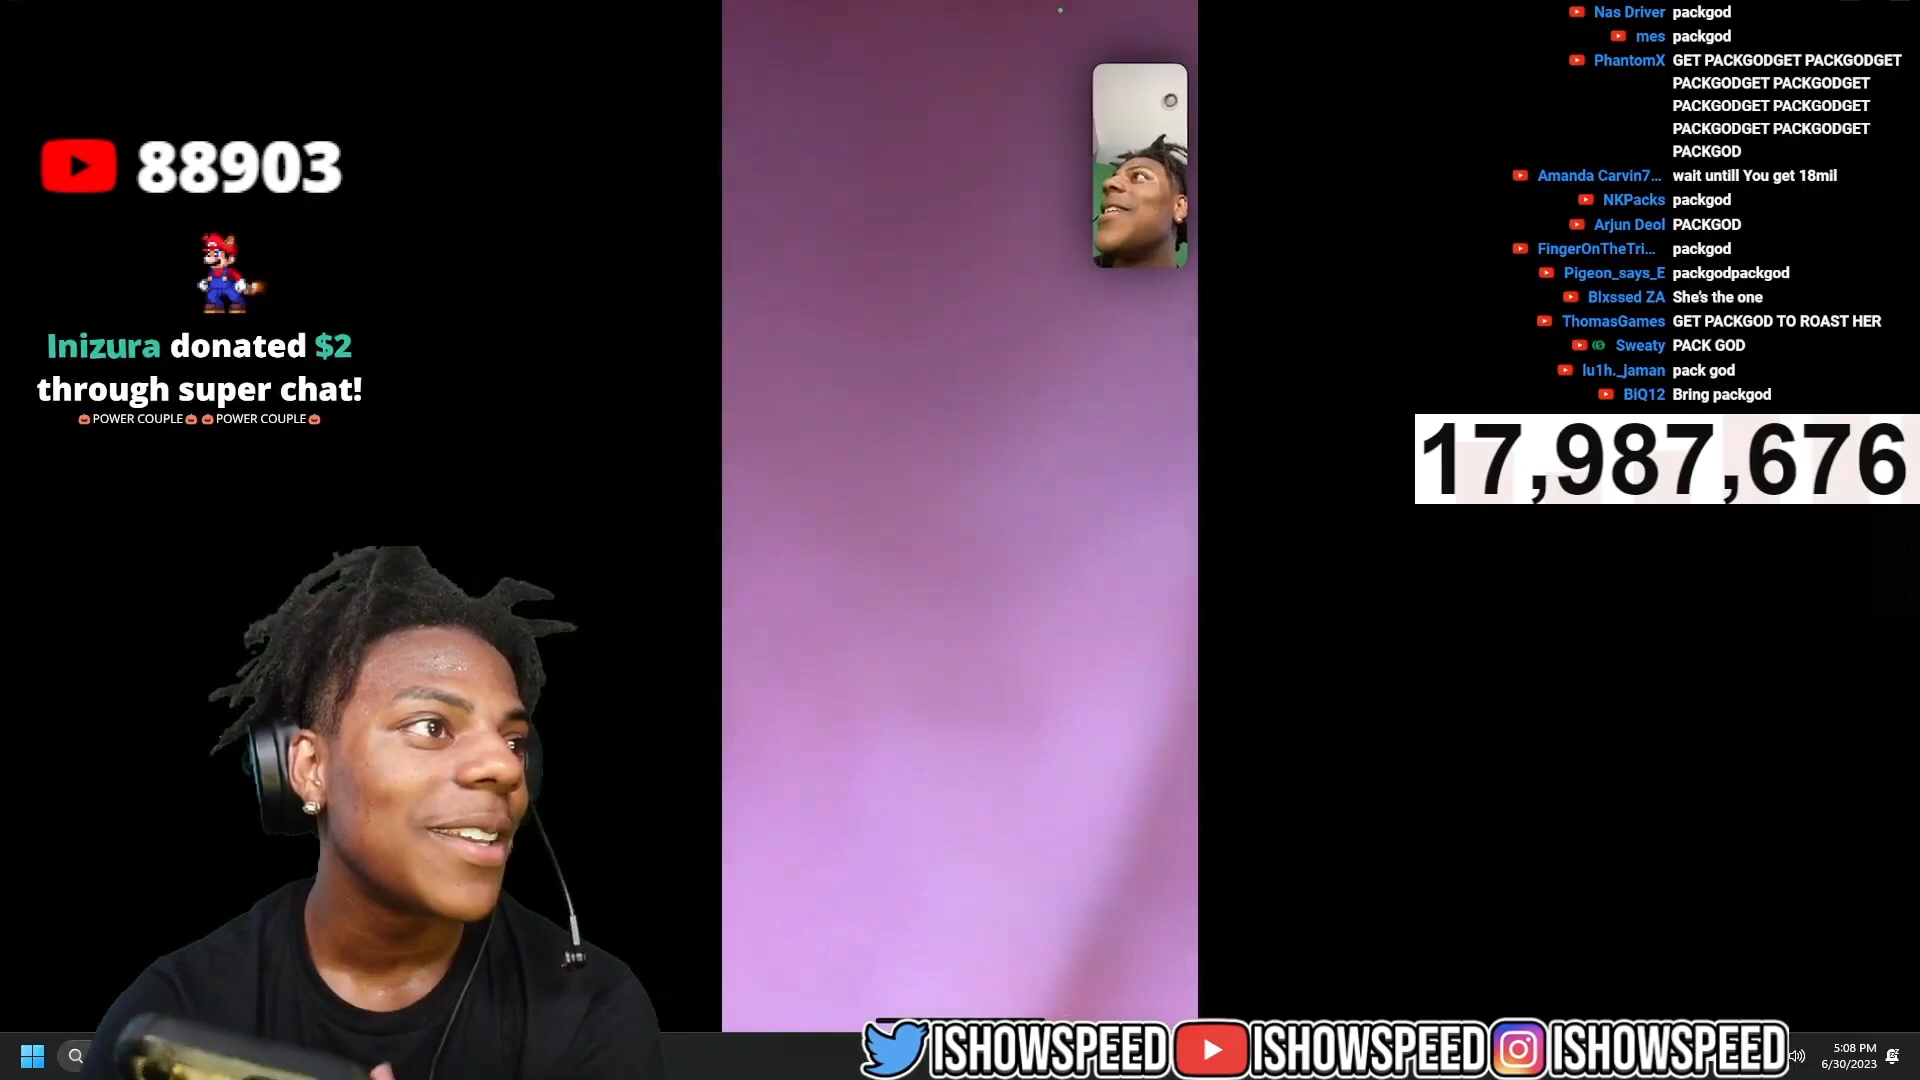 88903
Inizura donated $2
through super chat!
🎃POWER COUPLE🎃 🎃POWER COUPLE🎃
Nas Driver packgod
mes packgod
PhantomX GET PACKGODGET PACKGODGET
PACKGODGET PACKGODGET
PACKGODGET PACKGODGET
PACKGODGET PACKGODGET
PACKGOD
Amanda Carvin7... wait untill You get 18mil
NKPacks packgod
Arjun Deol PACKGOD
FingerOnTheTri... packgod
Pigeon_says_E packgodpackgod
Blxssed ZA She's the one
ThomasGames GET PACKGOD TO ROAST HER
Sweaty PACK GOD
lu1h._jaman pack god
BiQ12 Bring packgod
17,987,676
ISHOWSPEED ISHOWSPEED ISHOWSPEED
5:08 PM
6/30/2023